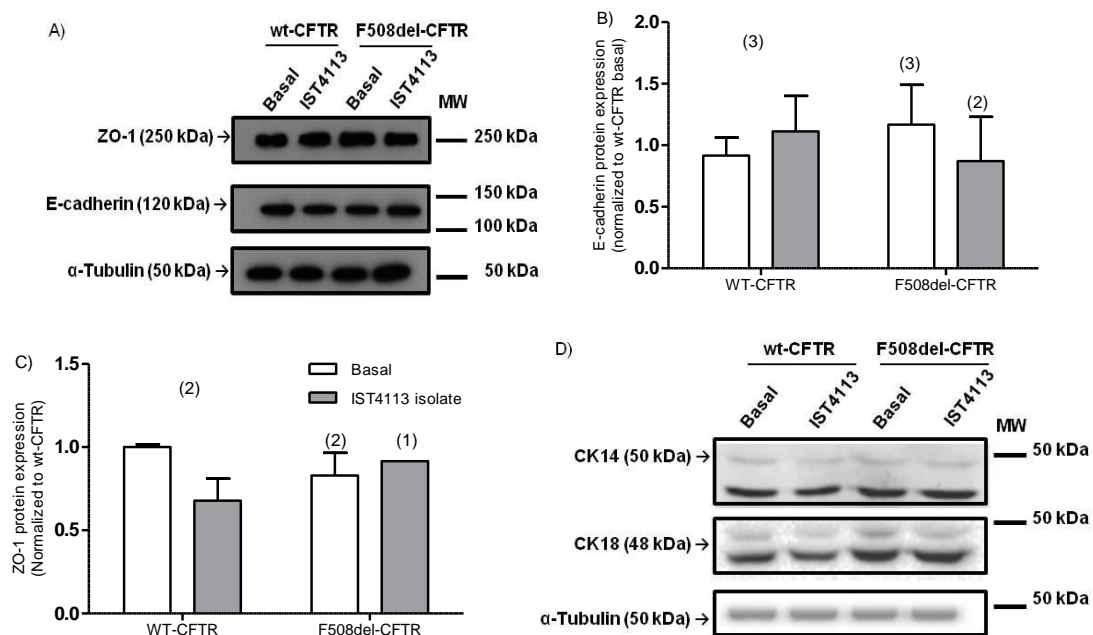 A)
wt-CFTR F508del-CFTR
Basal IST4113 Basal IST4113
MW
ZO-1 (250 kDa) → 250 kDa
150 kDa
E-cadherin (120 kDa) →
100 kDa
α-Tubulin (50 kDa) → 50 kDa
B)
E-cadherin protein expression
(normalized to wt-CFTR basal)
2.0
1.5
1.0
0.5
0.0
(3)
(3)
(2)
WT-CFTR F508del-CFTR
C)
ZO-1 protein expression
(Normalized to wt-CFTR)
1.5
1.0
0.5
0.0
(2)
Basal
IST4113 isolate
(2) (1)
WT-CFTR F508del-CFTR
D)
wt-CFTR F508del-CFTR
Basal IST4113 Basal IST4113
MW
CK14 (50 kDa) → 50 kDa
50 kDa
CK18 (48 kDa) →
50 kDa
α-Tubulin (50 kDa) →